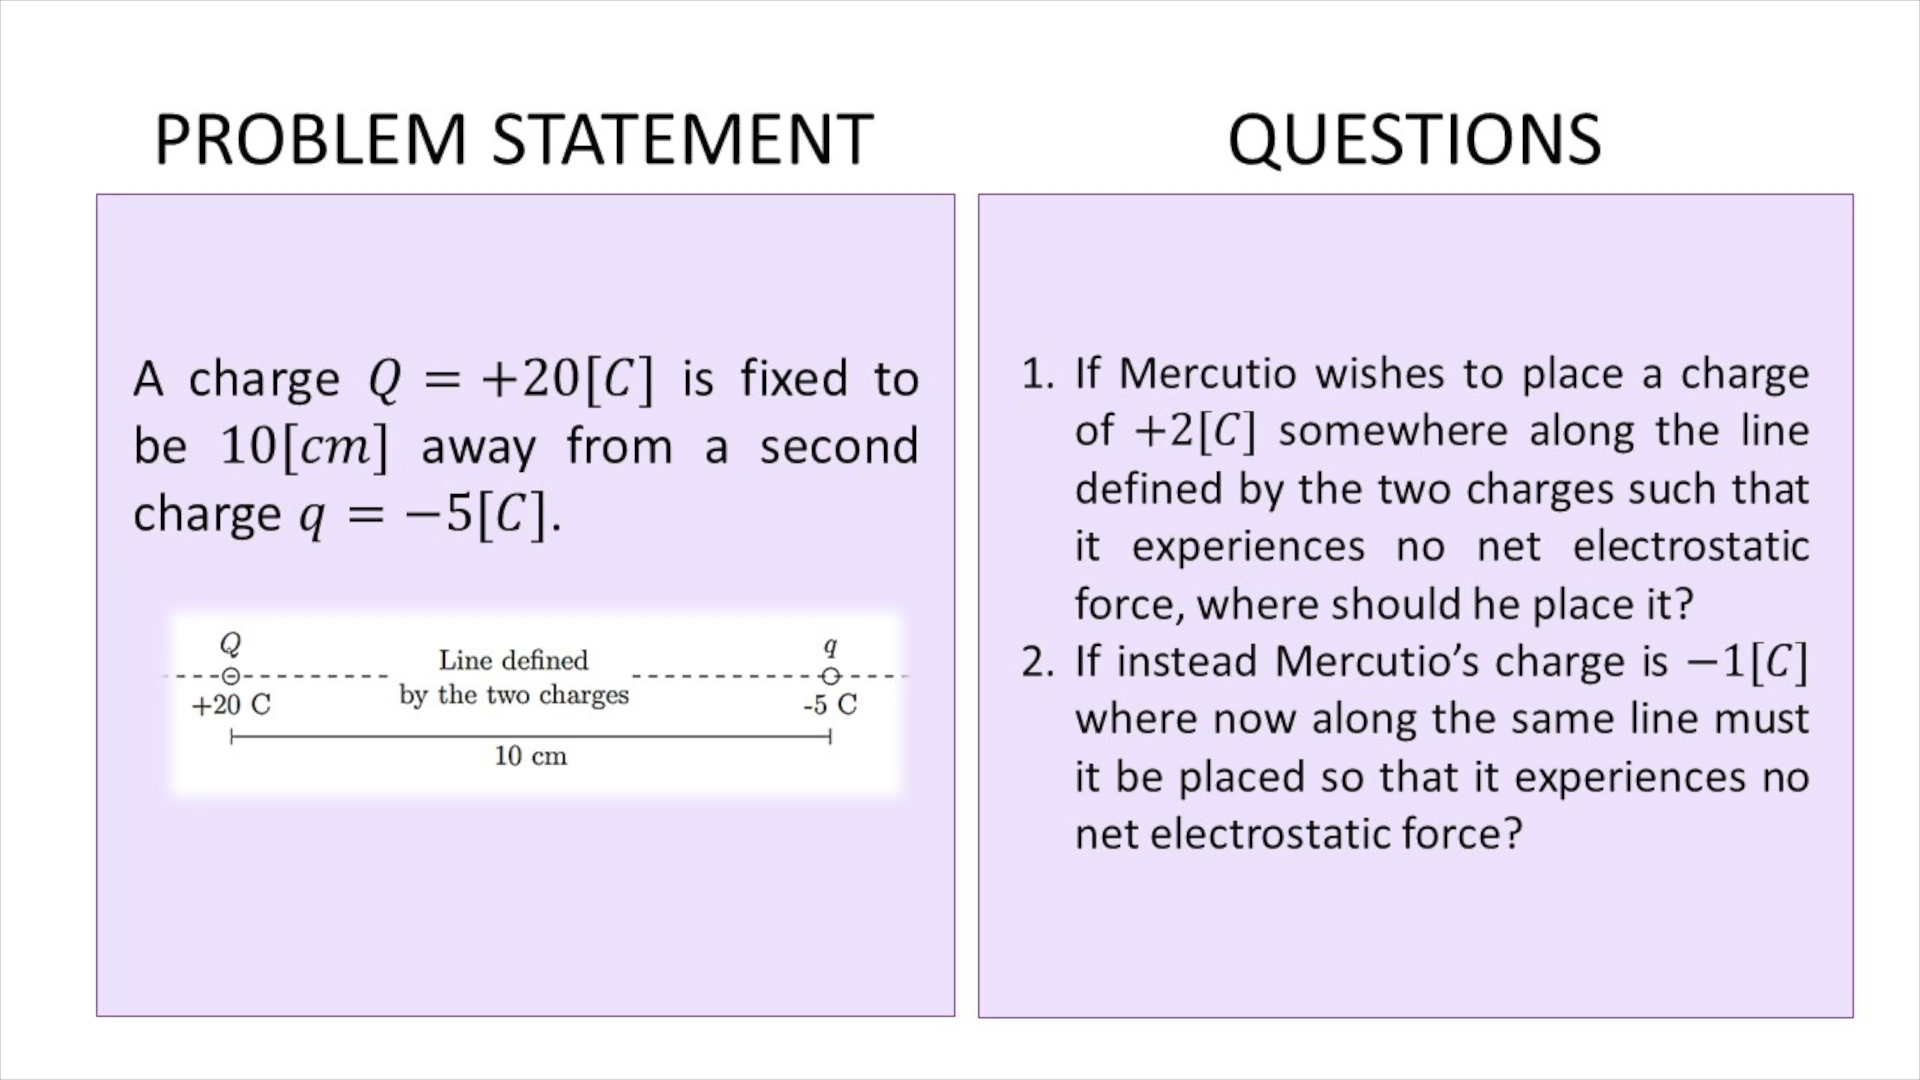 PROBLEM STATEMENT
A charge Q = +20[C] is fixed to
be 10[cm] away from a second
charge q = −5[C].
Q
+20 C
Line defined
by the two charges
q
-5 C
10 cm
QUESTIONS
1. If Mercutio wishes to place a charge
of +2[C] somewhere along the line
defined by the two charges such that
it experiences no net electrostatic
force, where should he place it?
2. If instead Mercutio’s charge is −1[C]
where now along the same line must
it be placed so that it experiences no
net electrostatic force?